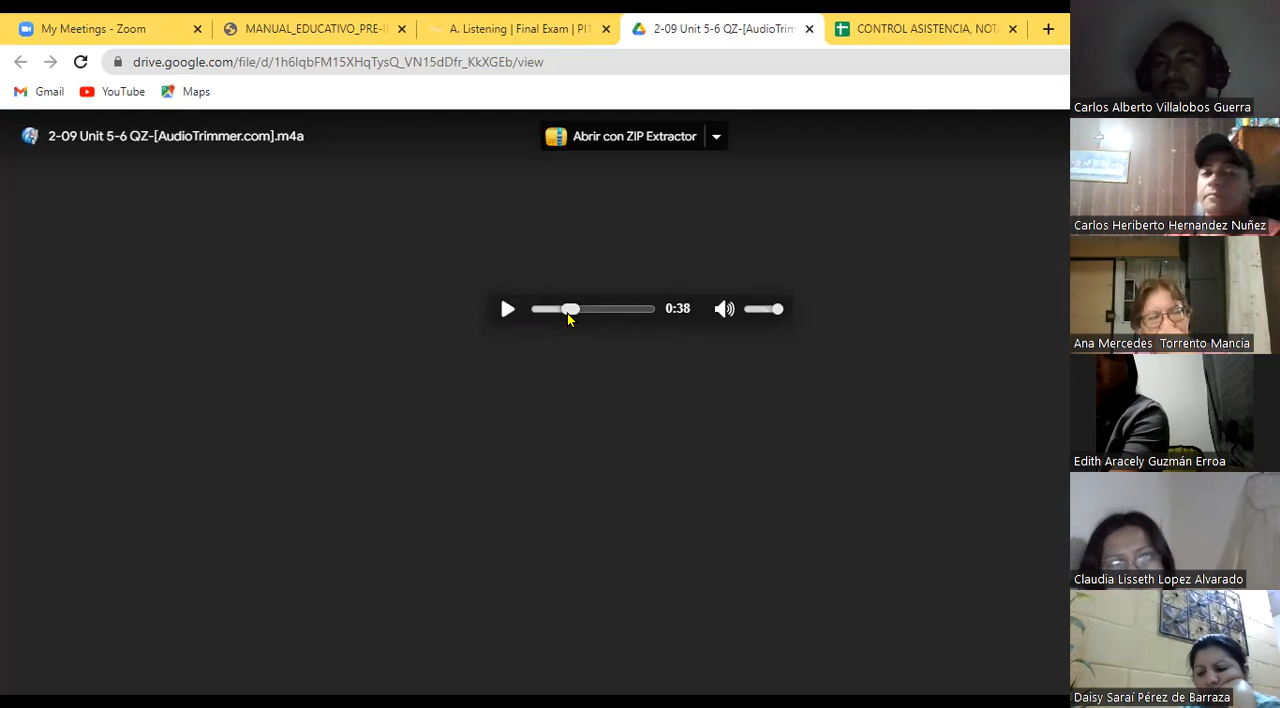 My Meetings - Zoom
MANUAL_EDUCATIVO_PRE-I
A. Listening | Final Exam | PI1
2-09 Unit 5-6 QZ-[AudioTrim
CONTROL ASISTENCIA, NOT
drive.google.com/file/d/1h6IqbFM15XHqTysQ_VN15dDfr_KkXGEb/view
Gmail
YouTube
Maps
2-09 Unit 5-6 QZ-[AudioTrimmer.com].m4a
Abrir con ZIP Extractor
0:38
Carlos Alberto Villalobos Guerra
Carlos Heriberto Hernandez Nuñez
Ana Mercedes Torrento Mancia
Edith Aracely Guzmán Erroa
Claudia Lisseth Lopez Alvarado
Daisy Saraí Pérez de Barraza